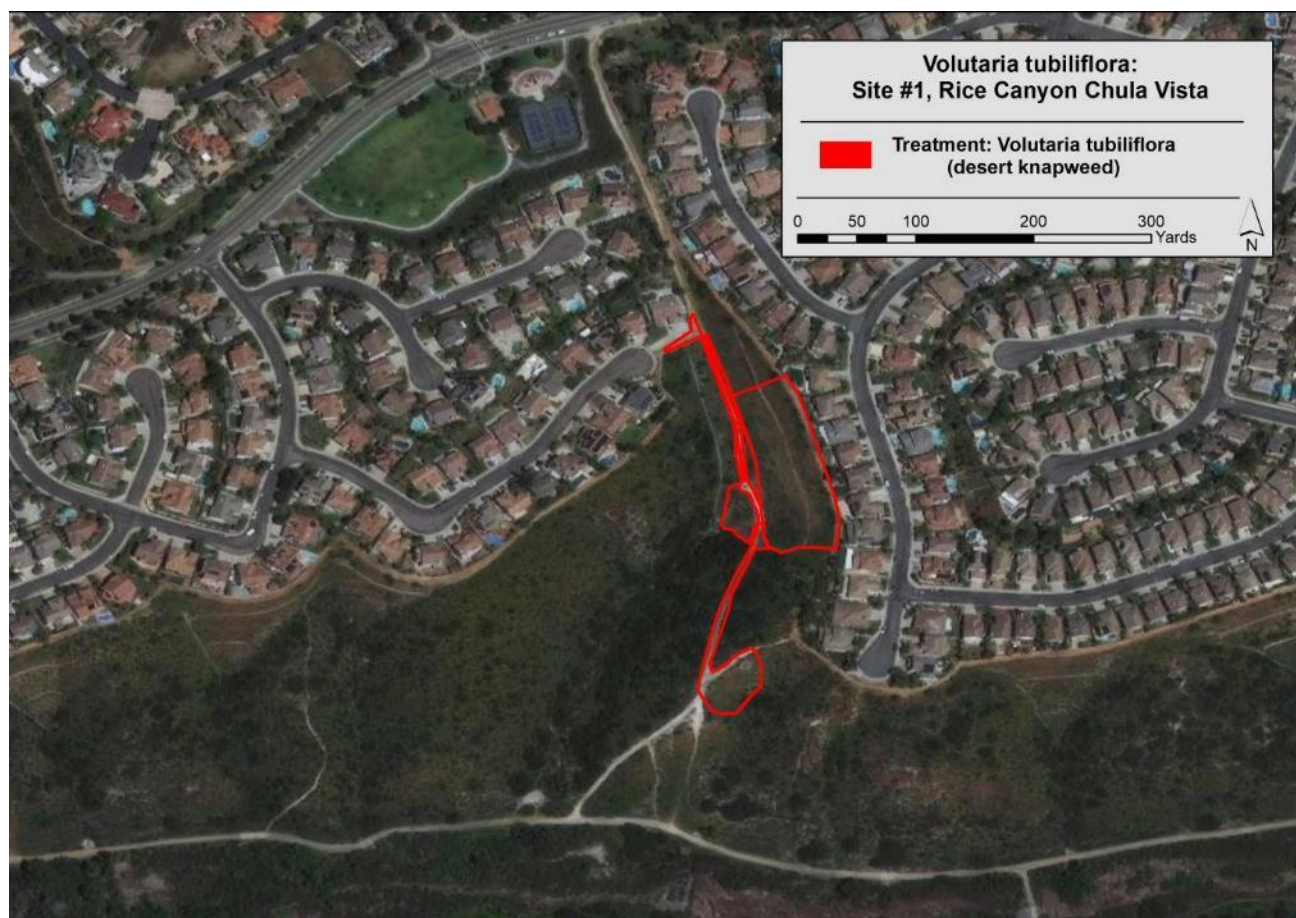 Volutaria tubiliflora:
Site #1, Rice Canyon Chula Vista
Treatment: Volutaria tubiliflora
(desert knapweed)
0 50 100 200 300
Yards
N